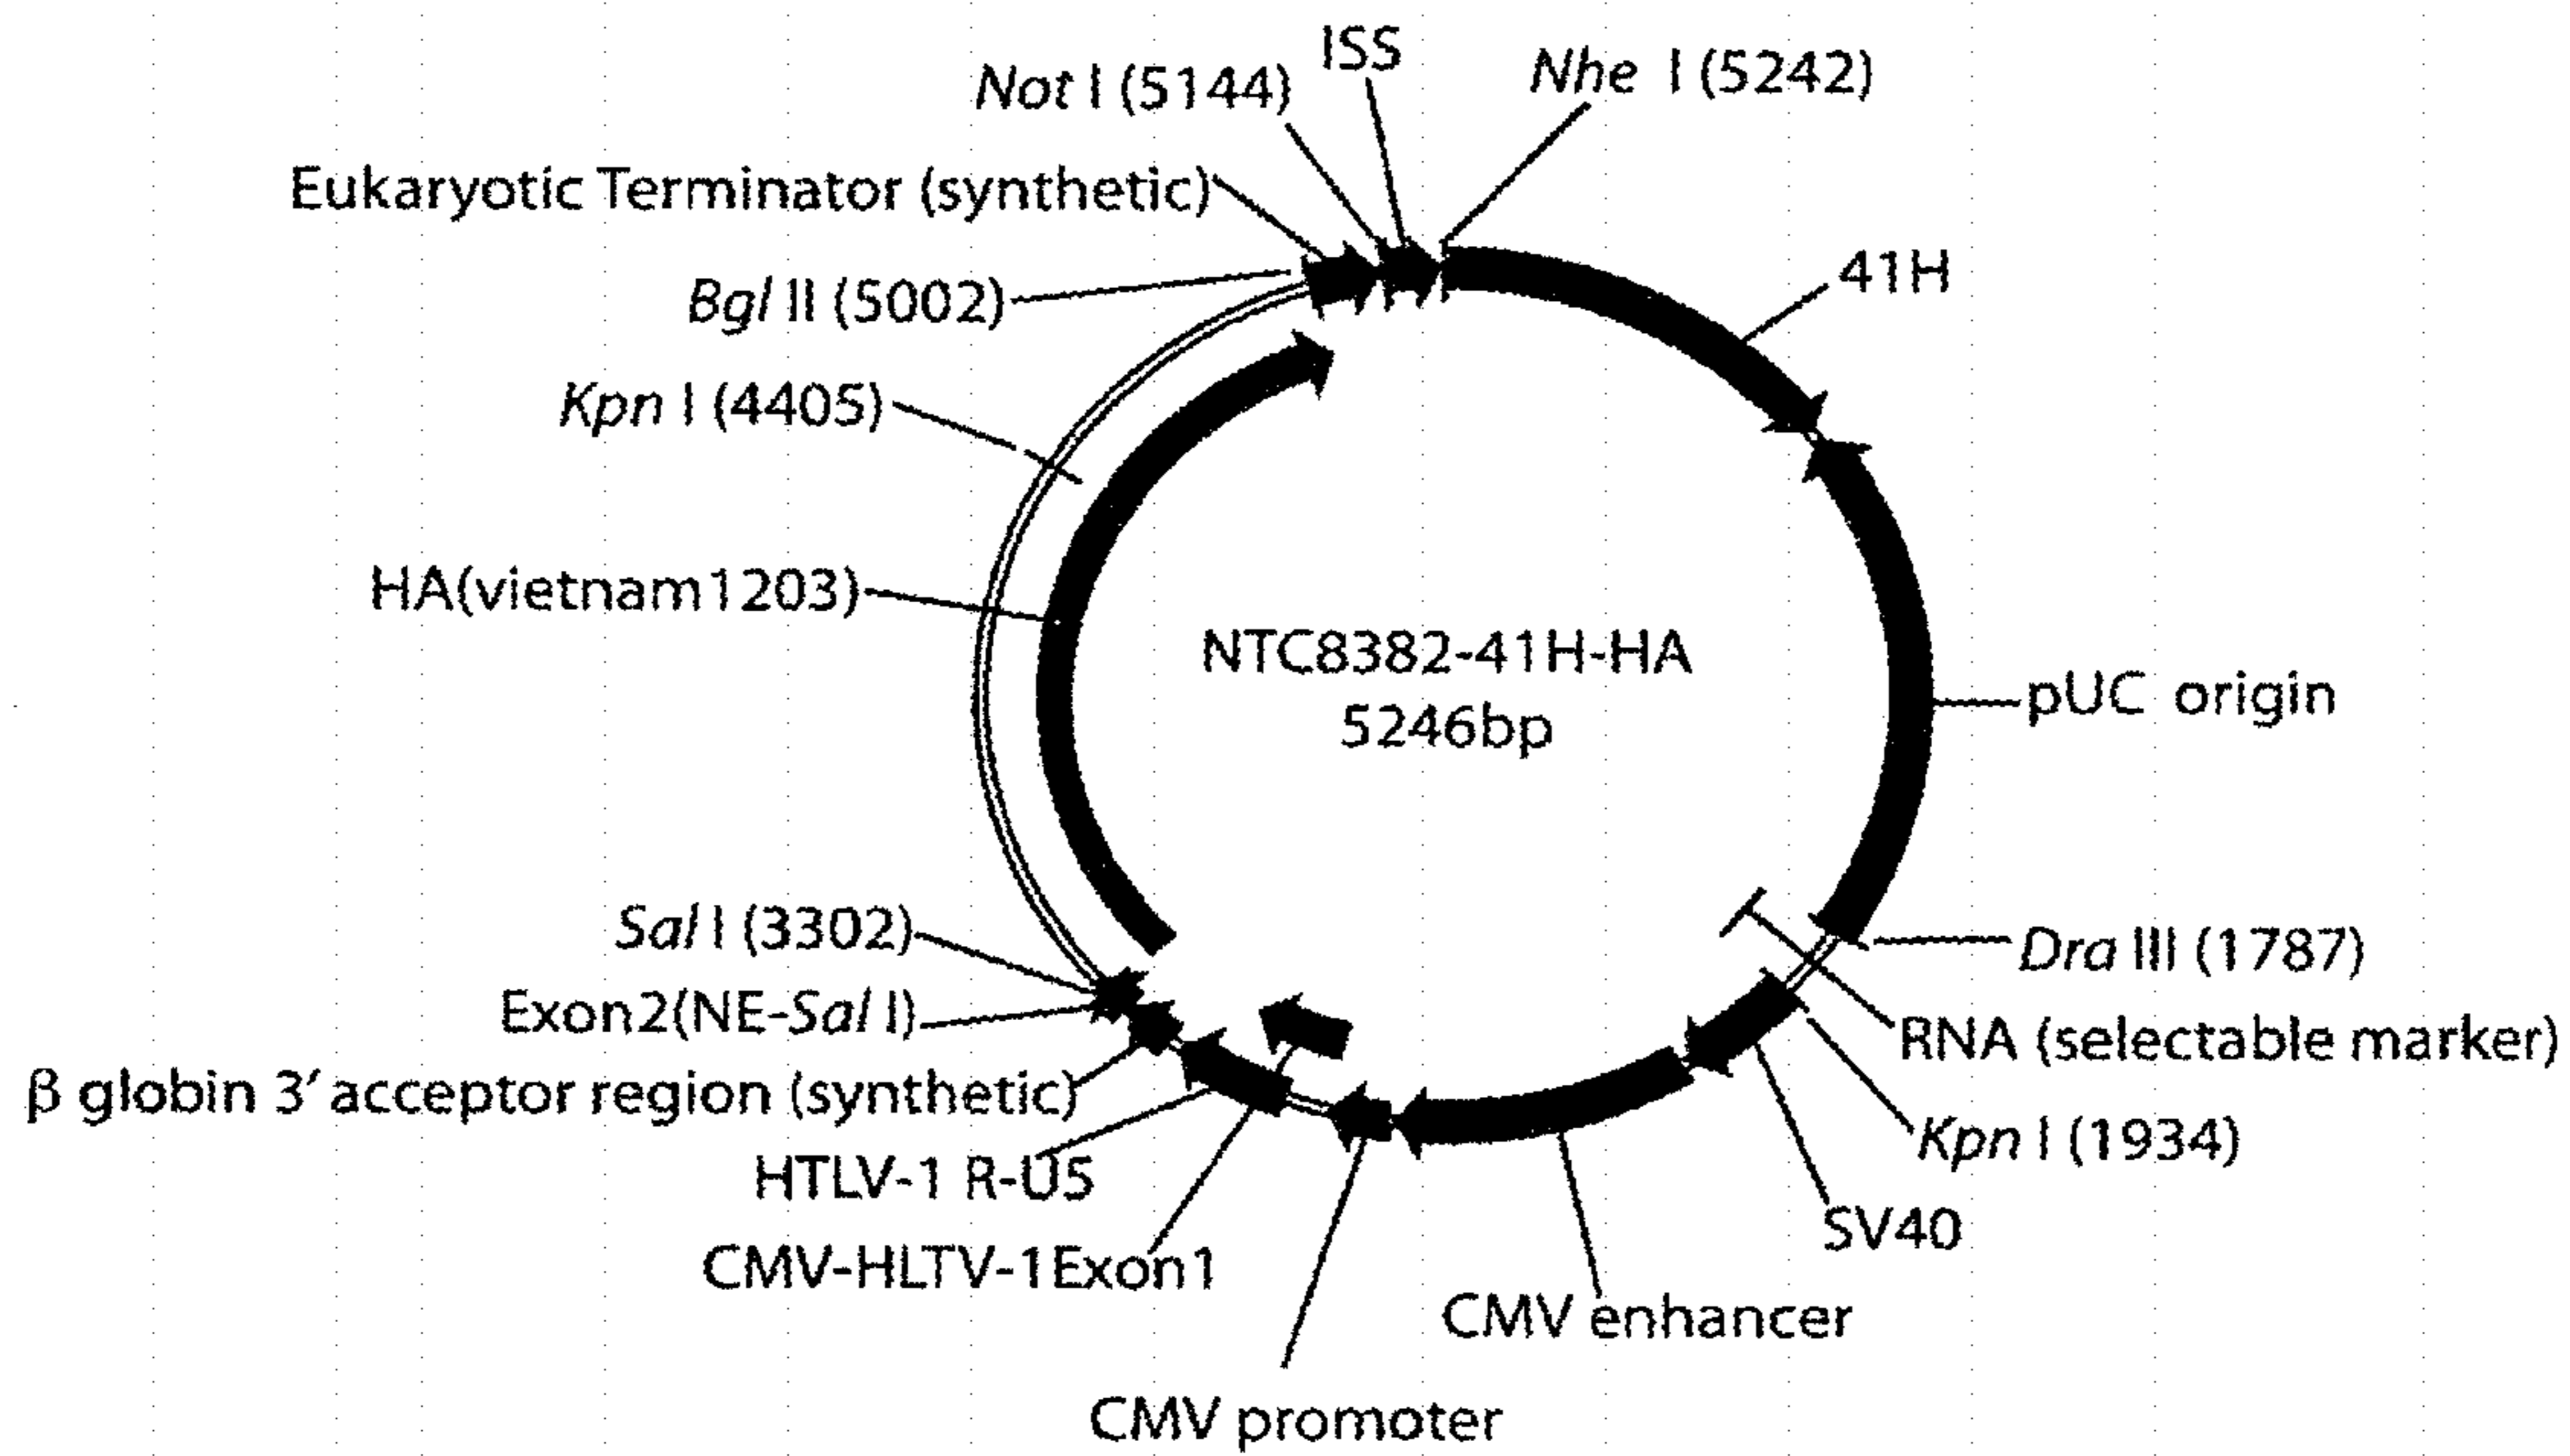 ISS
Not I (5144)
Nhe I (5242)
Eukaryotic Terminator (synthetic)
Bgl II (5002)
41H
Kpn I (4405)
HA(vietnam1203)
NTC8382-41H-HA
5246bp
pUC origin
Sal I (3302)
Dra III (1787)
Exon2(NE-Sal I)
RNA (selectable marker)
β globin 3' acceptor region (synthetic)
Kpn I (1934)
HTLV-1 R-U5
SV40
CMV-HLTV-1Exon1
CMV enhancer
CMV promoter